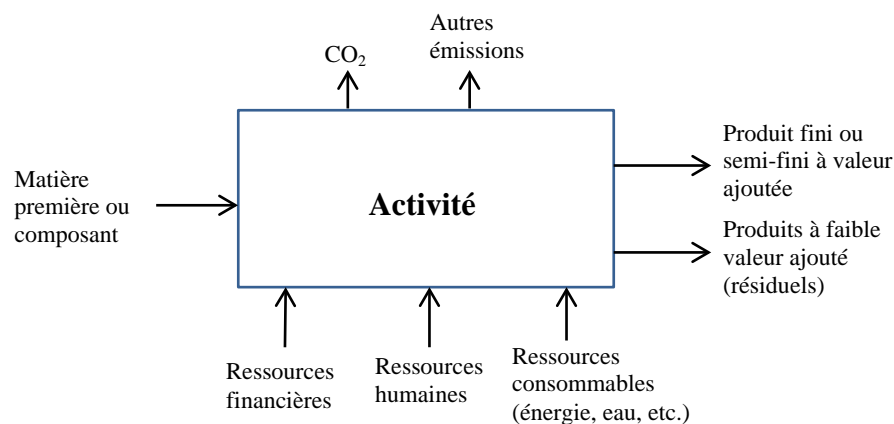 CO₂
Autres
émissions
Matière
première ou
composant
Activité
Produit fini ou
semi-fini à valeur
ajoutée
Produits à faible
valeur ajouté
(résiduels)
Ressources
financières
Ressources
humaines
Ressources
consommables
(énergie, eau, etc.)